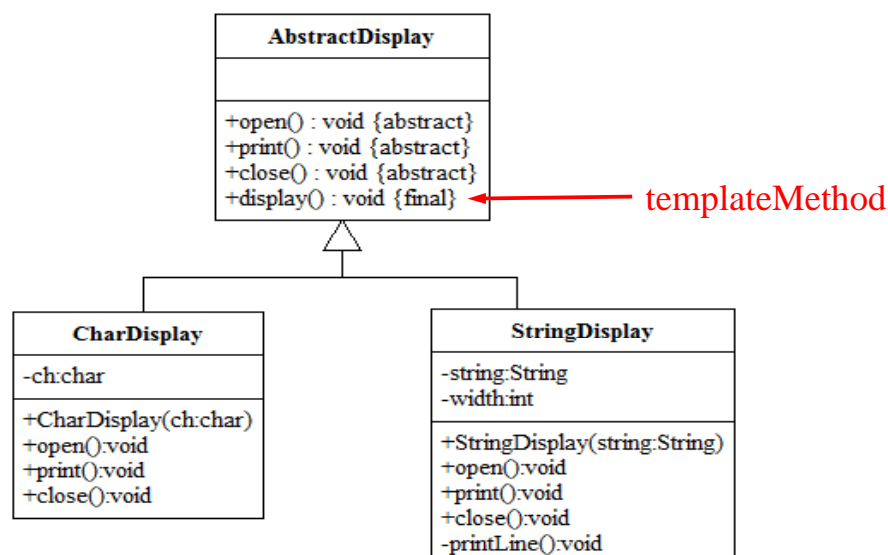 AbstractDisplay
+open() : void {abstract}
+print() : void {abstract}
+close() : void {abstract}
+display() : void {final}
templateMethod
CharDisplay
-ch:char
+CharDisplay(ch:char)
+open():void
+print():void
+close():void
StringDisplay
-string:String
-width:int
+StringDisplay(string:String)
+open():void
+print():void
+close():void
-printLine():void